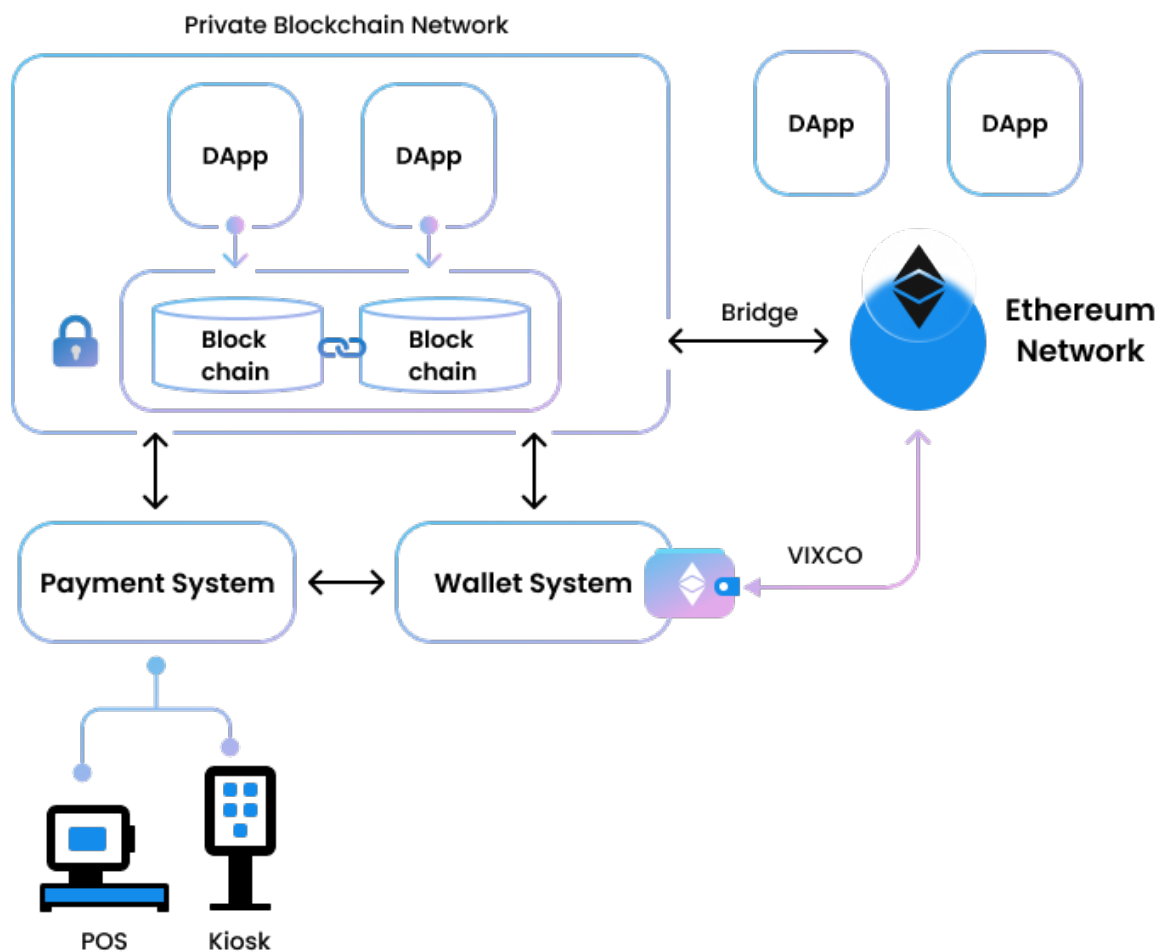 Private Blockchain Network
DApp
DApp
DApp
DApp
Block
chain
Block
chain
Bridge
Ethereum
Network
Payment System
Wallet System
VIXCO
POS
Kiosk